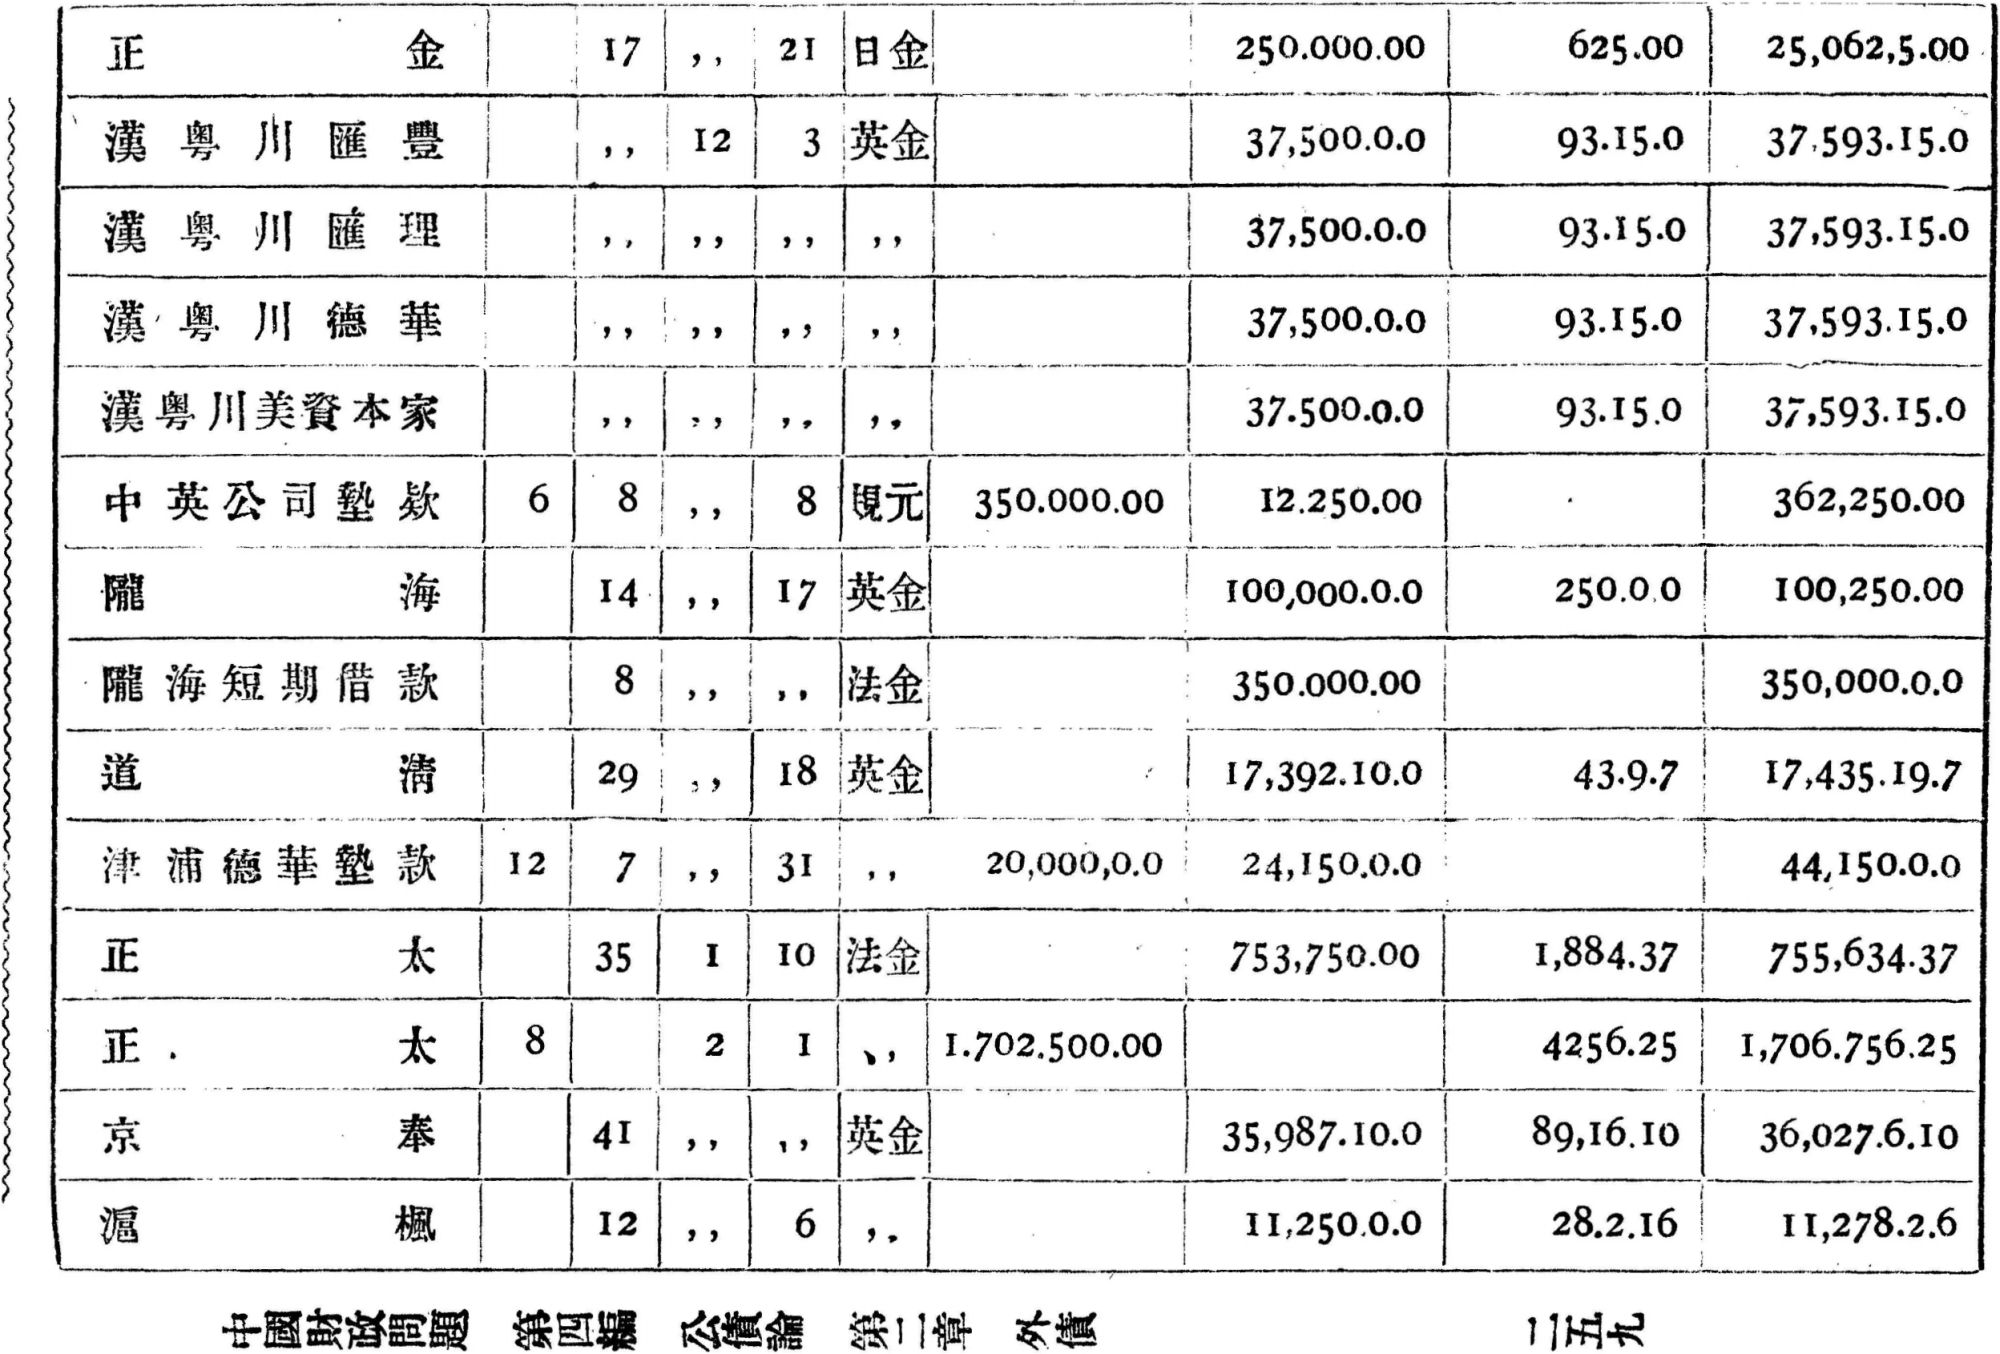 正金 17 ,, 21 日金 250.000.00 625.00 25,062,5.00
漢粵川匯豐 ,, 12 3 英金 37,500.0.0 93.15.0 37,593.15.0
漢粵川匯理 ,, ,, ,, ,, 37,500.0.0 93.15.0 37,593.15.0
漢粵川德華 ,, ,, ,, ,, 37,500.0.0 93.15.0 37,593.15.0
漢粵川美資本家 ,, ,, ,, ,, 37.500.0.0 93.15.0 37,593.15.0
中英公司墊欵 6 8 ,, 8 規元 350.000.00 12.250.00 362,250.00
隴海 14 ,, 17 英金 100,000.0.0 250.0.0 100,250.00
隴海短期借款 8 ,, ,, 法金 350.000.00 350,000.0.0
道清 29 ,, 18 英金 17,392.10.0 43.9.7 17,435.19.7
津浦德華墊款 12 7 ,, 31 ,, 20,000,0.0 24,150.0.0 44,150.0.0
正太 35 1 10 法金 753,750.00 1,884.37 755,634.37
正太 8 2 1 ,, 1.702.500.00 4256.25 1,706.756.25
京奉 41 ,, ,, 英金 35,987.10.0 89,16.10 36,027.6.10
滬楓 12 ,, 6 ,, 11,250.0.0 28.2.16 11,278.2.6
中國財政問題 第四編 公債論 第二章 外債 二五九